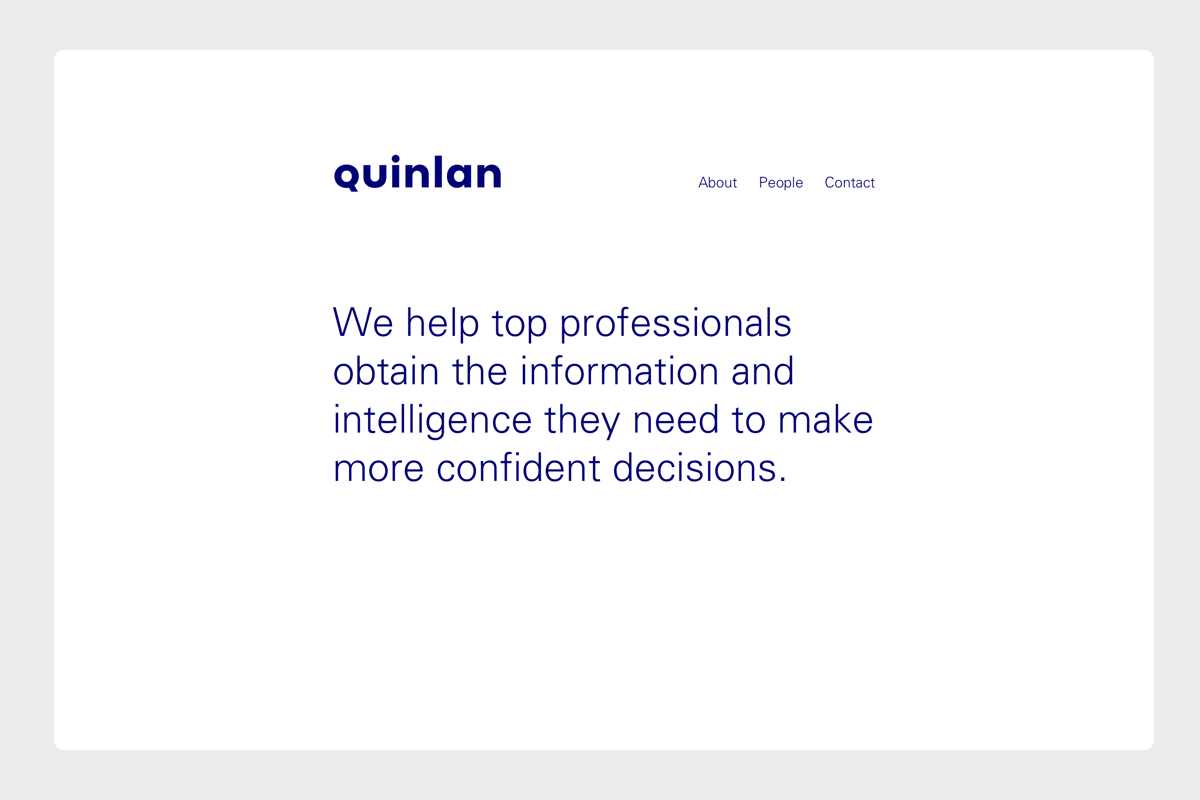 quinlan
About People Contact
We help top professionals
obtain the information and
intelligence they need to make
more confident decisions.